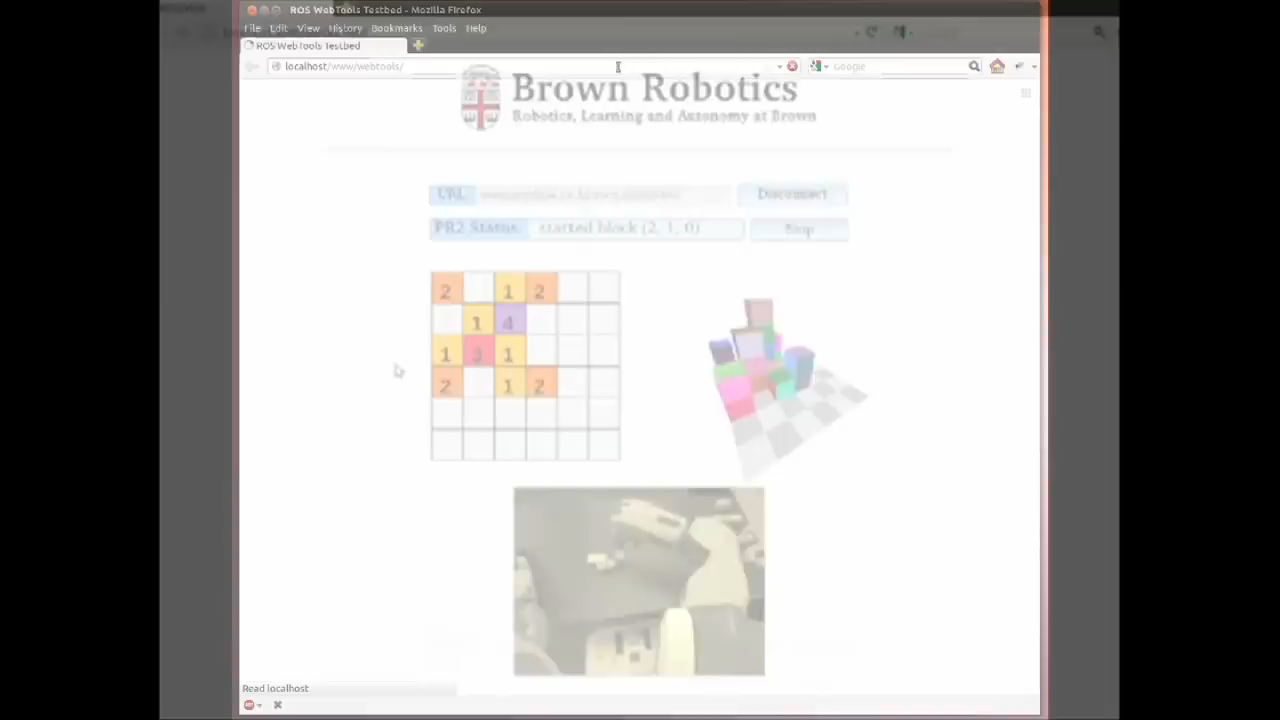 ROS WebTools Testbed - Mozilla Firefox
File Edit View History Bookmarks Tools Help
ROS WebTools Testbed
localhost/www/webtools/
Google
Brown Robotics
Robotics, Learning and Autonomy at Brown
URL
Disconnect
PR2 Status: started block (2, 1, 0)
Stop
2 1 2
1 4
1 3 1
2 1 2
Read localhost